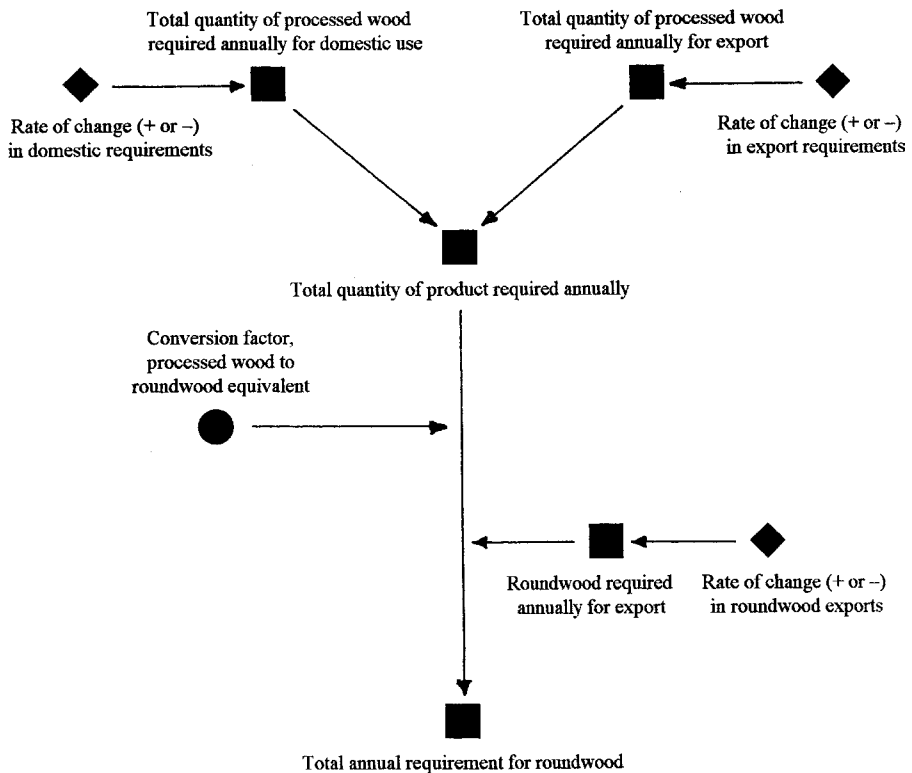 Total quantity of processed wood
required annually for domestic use
Total quantity of processed wood
required annually for export
Rate of change (+ or –)
in domestic requirements
Rate of change (+ or –)
in export requirements
Total quantity of product required annually
Conversion factor,
processed wood to
roundwood equivalent
Roundwood required
annually for export
Rate of change (+ or –)
in roundwood exports
Total annual requirement for roundwood